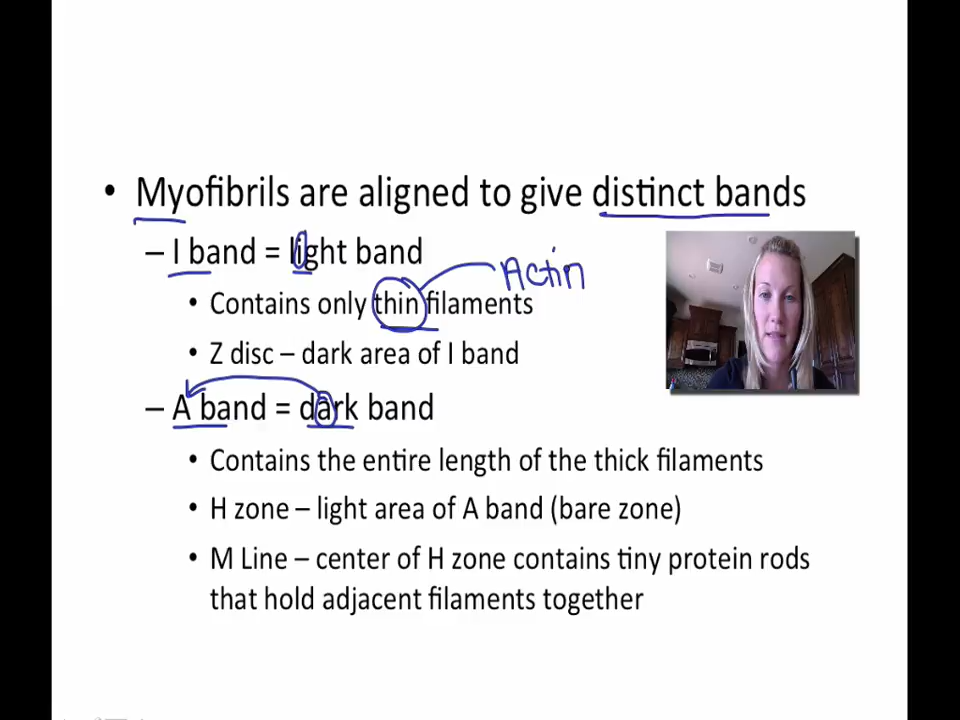 • Myofibrils are aligned to give distinct bands
– I band = light band
Actin
• Contains only thin filaments
• Z disc – dark area of I band
– A band = dark band
• Contains the entire length of the thick filaments
• H zone – light area of A band (bare zone)
• M Line – center of H zone contains tiny protein rods
that hold adjacent filaments together